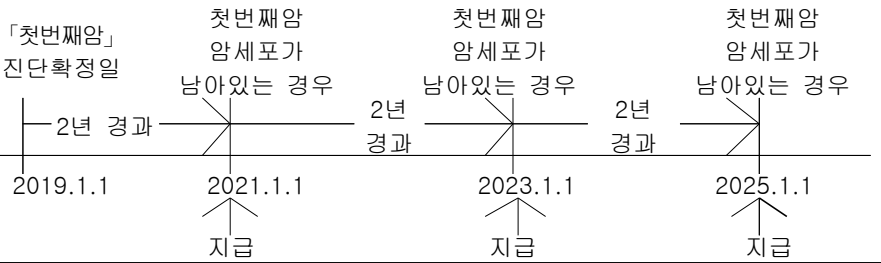 「첫번째암」
진단확정일
첫번째암
암세포가
남아있는 경우
첫번째암
암세포가
남아있는 경우
첫번째암
암세포가
남아있는 경우
2년 경과
2년
경과
2년
경과
2019.1.1
2021.1.1
2023.1.1
2025.1.1
지급
지급
지급